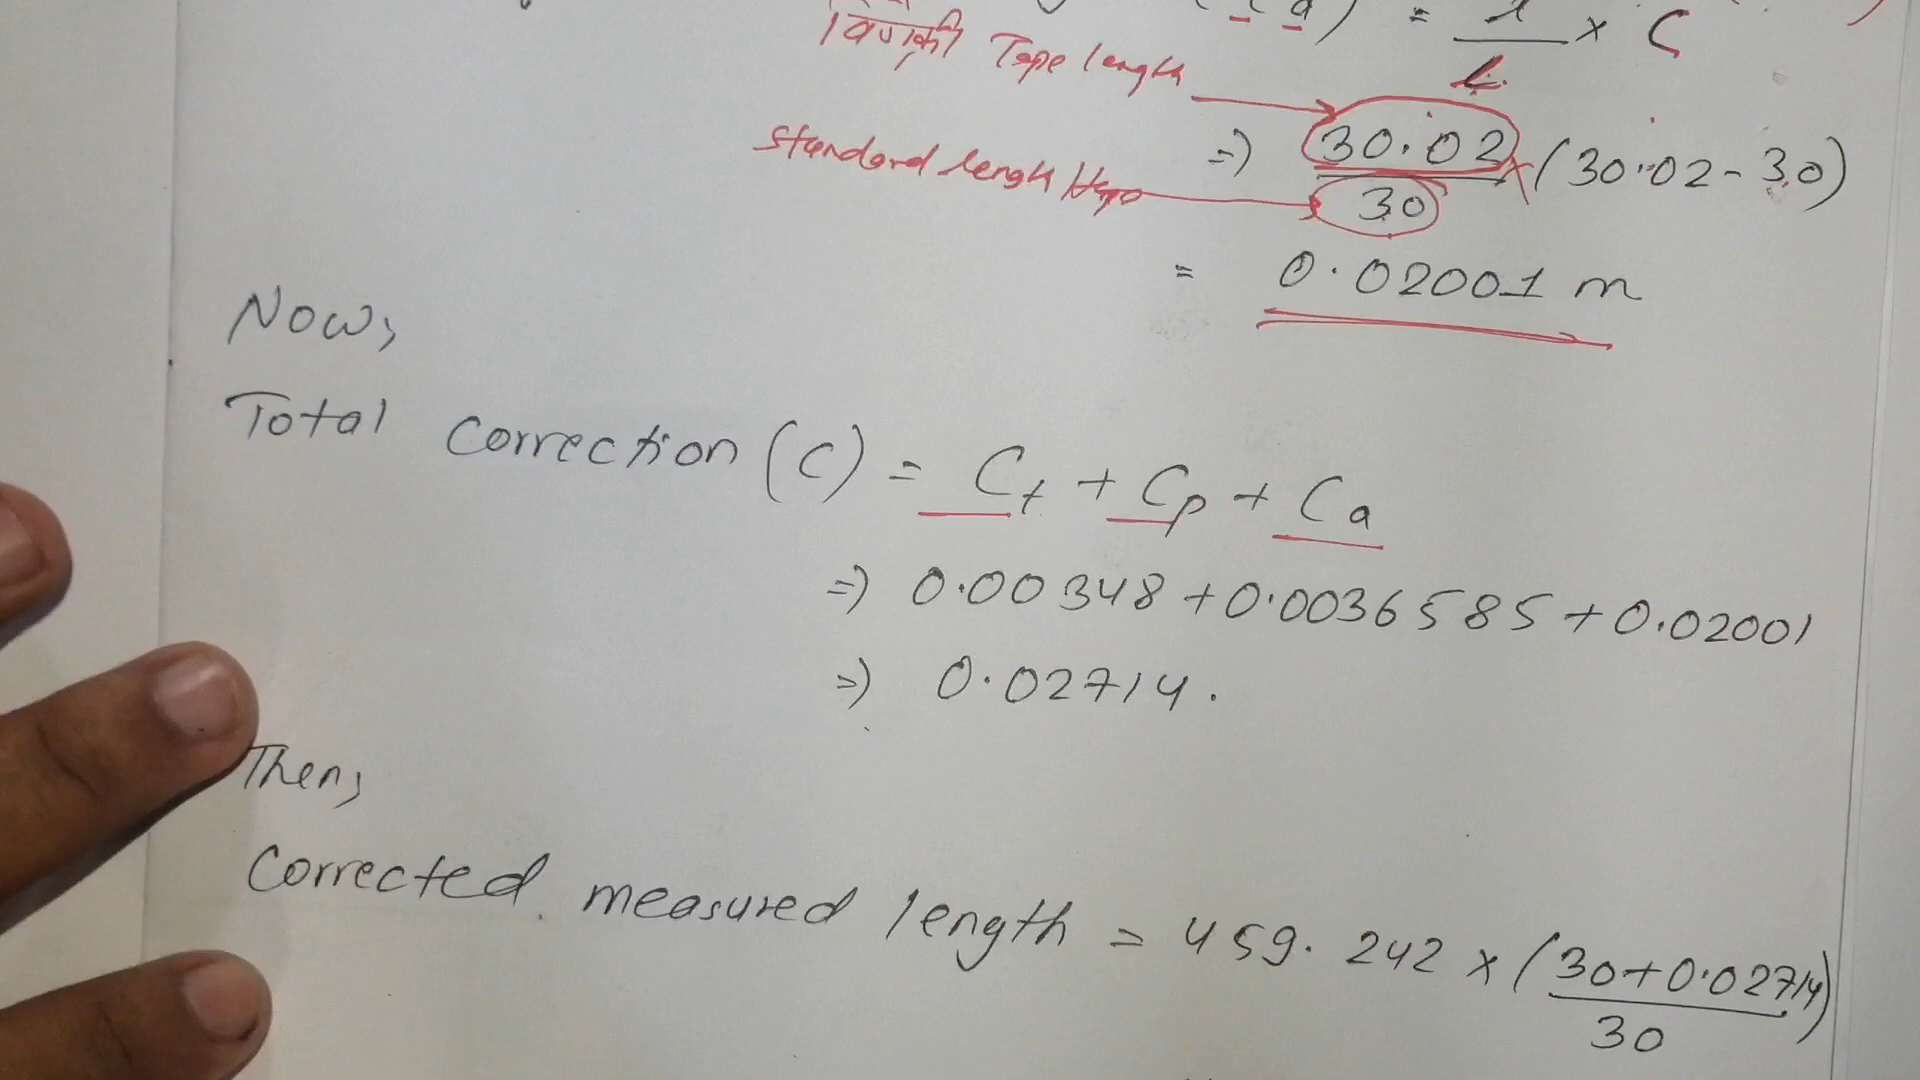 a) = l/L × C
Tape length
=) 30.02/30 × (30.02 - 30)
standard length
= 0.02001 m
Now,
Total correction (C) = Ct + Cp + Ca
=) 0.00348 + 0.0036585 + 0.02001
=) 0.02714.
Then,
Corrected measured length = 459.242 × (30+0.02714/30)